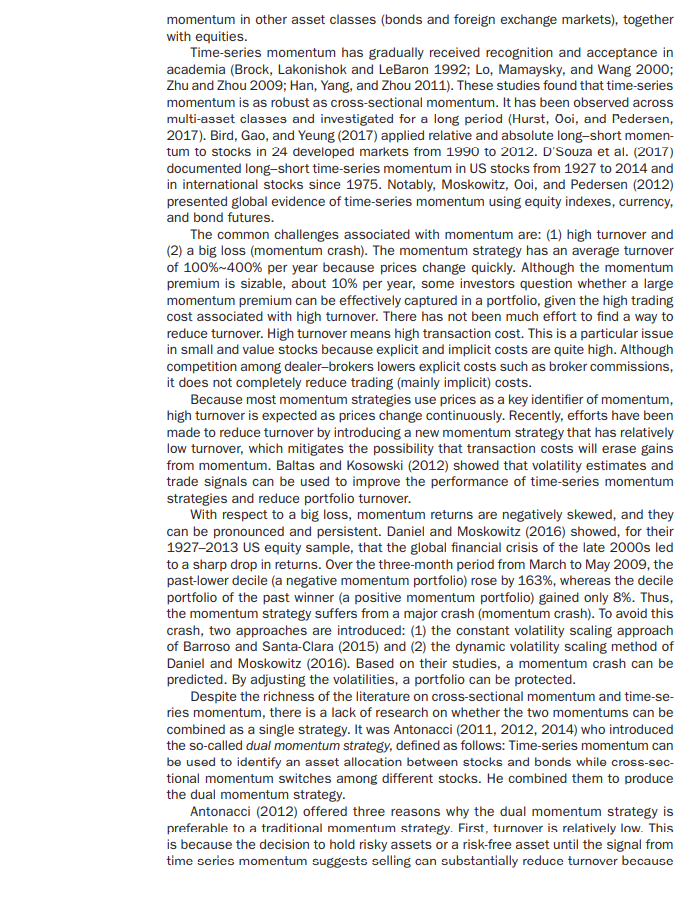 momentum in other asset classes (bonds and foreign exchange markets), together
with equities.
Time-series momentum has gradually received recognition and acceptance in
academia (Brock, Lakonishok and LeBaron 1992; Lo, Mamaysky, and Wang 2000;
Zhu and Zhou 2009; Han, Yang, and Zhou 2011). These studies found that time-series
momentum is as robust as cross-sectional momentum. It has been observed across
multi-asset classes and investigated for a long period (Hurst, Ooi, and Pedersen,
2017). Bird, Gao, and Yeung (2017) applied relative and absolute long–short momen-
tum to stocks in 24 developed markets from 1990 to 2012. D'Souza et al. (2017)
documented long–short time-series momentum in US stocks from 1927 to 2014 and
in international stocks since 1975. Notably, Moskowitz, Ooi, and Pedersen (2012)
presented global evidence of time-series momentum using equity indexes, currency,
and bond futures.
The common challenges associated with momentum are: (1) high turnover and
(2) a big loss (momentum crash). The momentum strategy has an average turnover
of 100%~400% per year because prices change quickly. Although the momentum
premium is sizable, about 10% per year, some investors question whether a large
momentum premium can be effectively captured in a portfolio, given the high trading
cost associated with high turnover. There has not been much effort to find a way to
reduce turnover. High turnover means high transaction cost. This is a particular issue
in small and value stocks because explicit and implicit costs are quite high. Although
competition among dealer–brokers lowers explicit costs such as broker commissions,
it does not completely reduce trading (mainly implicit) costs.
Because most momentum strategies use prices as a key identifier of momentum,
high turnover is expected as prices change continuously. Recently, efforts have been
made to reduce turnover by introducing a new momentum strategy that has relatively
low turnover, which mitigates the possibility that transaction costs will erase gains
from momentum. Baltas and Kosowski (2012) showed that volatility estimates and
trade signals can be used to improve the performance of time-series momentum
strategies and reduce portfolio turnover.
With respect to a big loss, momentum returns are negatively skewed, and they
can be pronounced and persistent. Daniel and Moskowitz (2016) showed, for their
1927–2013 US equity sample, that the global financial crisis of the late 2000s led
to a sharp drop in returns. Over the three-month period from March to May 2009, the
past-lower decile (a negative momentum portfolio) rose by 163%, whereas the decile
portfolio of the past winner (a positive momentum portfolio) gained only 8%. Thus,
the momentum strategy suffers from a major crash (momentum crash). To avoid this
crash, two approaches are introduced: (1) the constant volatility scaling approach
of Barroso and Santa-Clara (2015) and (2) the dynamic volatility scaling method of
Daniel and Moskowitz (2016). Based on their studies, a momentum crash can be
predicted. By adjusting the volatilities, a portfolio can be protected.
Despite the richness of the literature on cross-sectional momentum and time-se-
ries momentum, there is a lack of research on whether the two momentums can be
combined as a single strategy. It was Antonacci (2011, 2012, 2014) who introduced
the so-called dual momentum strategy, defined as follows: Time-series momentum can
be used to identify an asset allocation between stocks and bonds while cross-sec-
tional momentum switches among different stocks. He combined them to produce
the dual momentum strategy.
Antonacci (2012) offered three reasons why the dual momentum strategy is
preferable to a traditional momentum strategy. First, turnover is relatively low. This
is because the decision to hold risky assets or a risk-free asset until the signal from
time series momentum suggests selling can substantially reduce turnover because